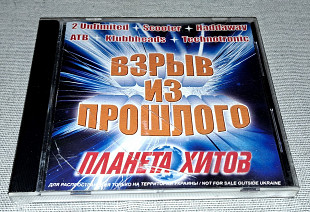 2 Unlimited + Scooter + Haddaway
ATB + Klubbheads + Technotronic
ВЗРЫВ
ИЗ
ПРОШЛОГО
ПЛАНЕТА ХИТОВ
ДЛЯ РАСПРОСТРАНЕНИЯ ТОЛЬКО НА ТЕРРИТОРИИ УКРАИНЫ / NOT FOR SALE OUTSIDE UKRAINE